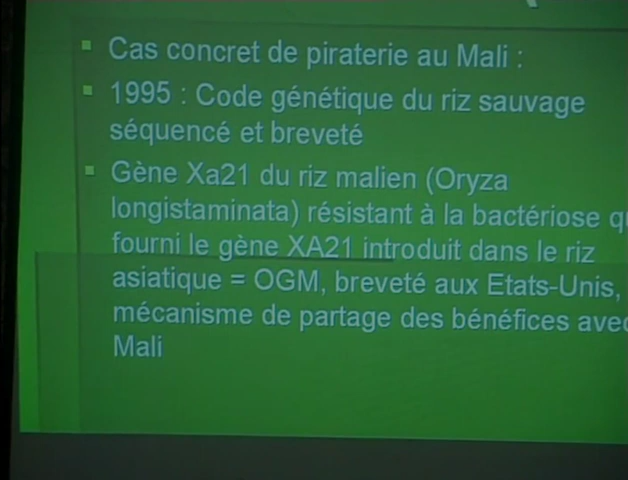 Cas concret de piraterie au Mali :
1995 : Code génétique du riz sauvage
séquencé et breveté
Gène Xa21 du riz malien (Oryza
longistaminata) résistant à la bactériose
fourni le gène XA21 introduit dans le riz
asiatique = OGM, breveté aux Etats-Unis,
mécanisme de partage des bénéfices
Mali